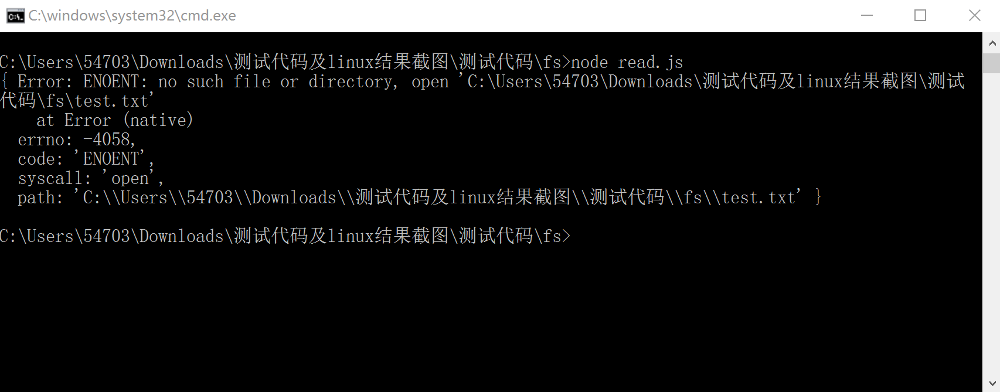 C:\windows\system32\cmd.exe
C:\Users\54703\Downloads\测试代码及linux结果截图\测试代码\fs>node read.js
{ Error: ENOENT: no such file or directory, open 'C:\Users\54703\Downloads\测试代码及linux结果截图\测试
代码\fs\test.txt'
    at Error (native)
  errno: -4058,
  code: 'ENOENT',
  syscall: 'open',
  path: 'C:\\Users\\54703\\Downloads\\测试代码及linux结果截图\\测试代码\\fs\\test.txt' }
C:\Users\54703\Downloads\测试代码及linux结果截图\测试代码\fs>